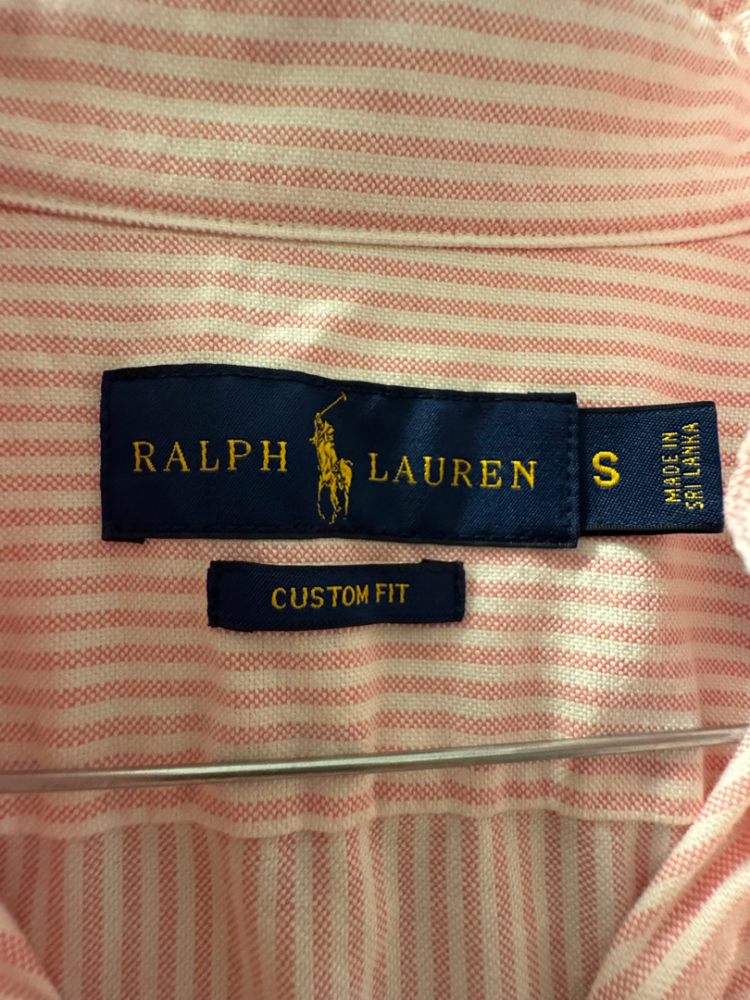 RALPH LAUREN
S
MADE IN
SRI LANKA
CUSTOM FIT